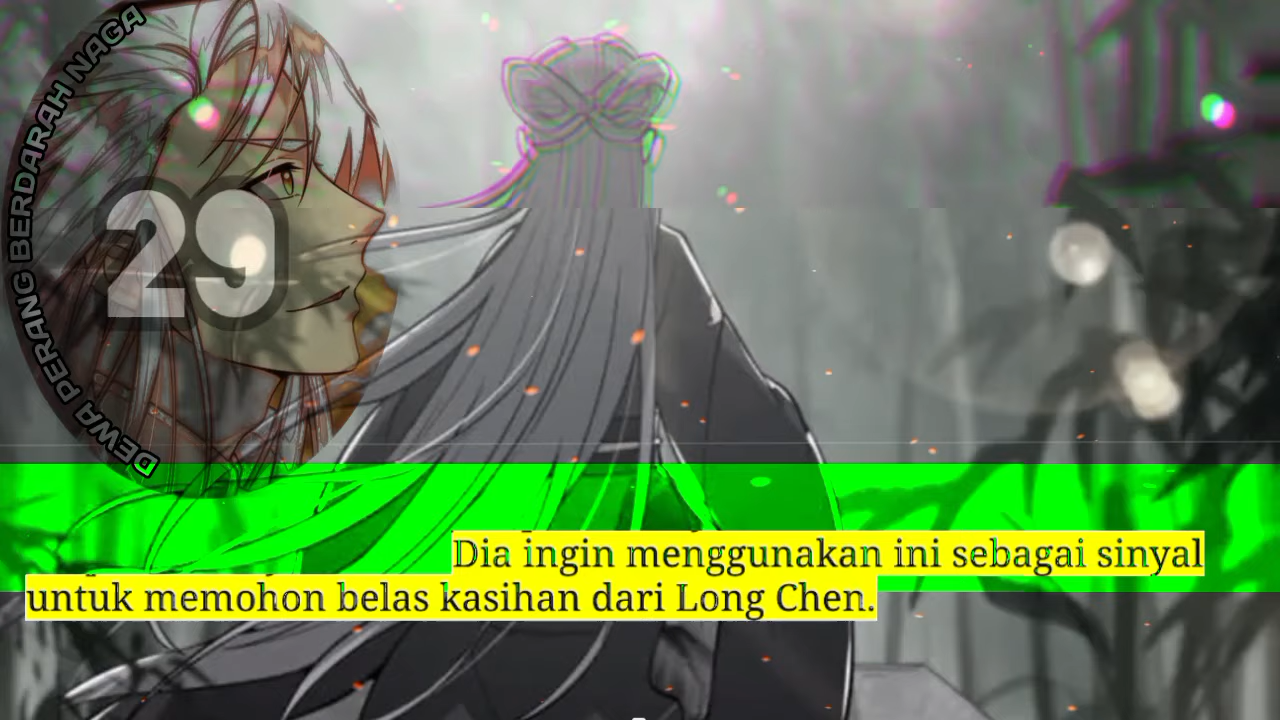 DEWA PERANG BERDARAH NAGA
29
Dia ingin menggunakan ini sebagai sinyal
untuk memohon belas kasihan dari Long Chen.